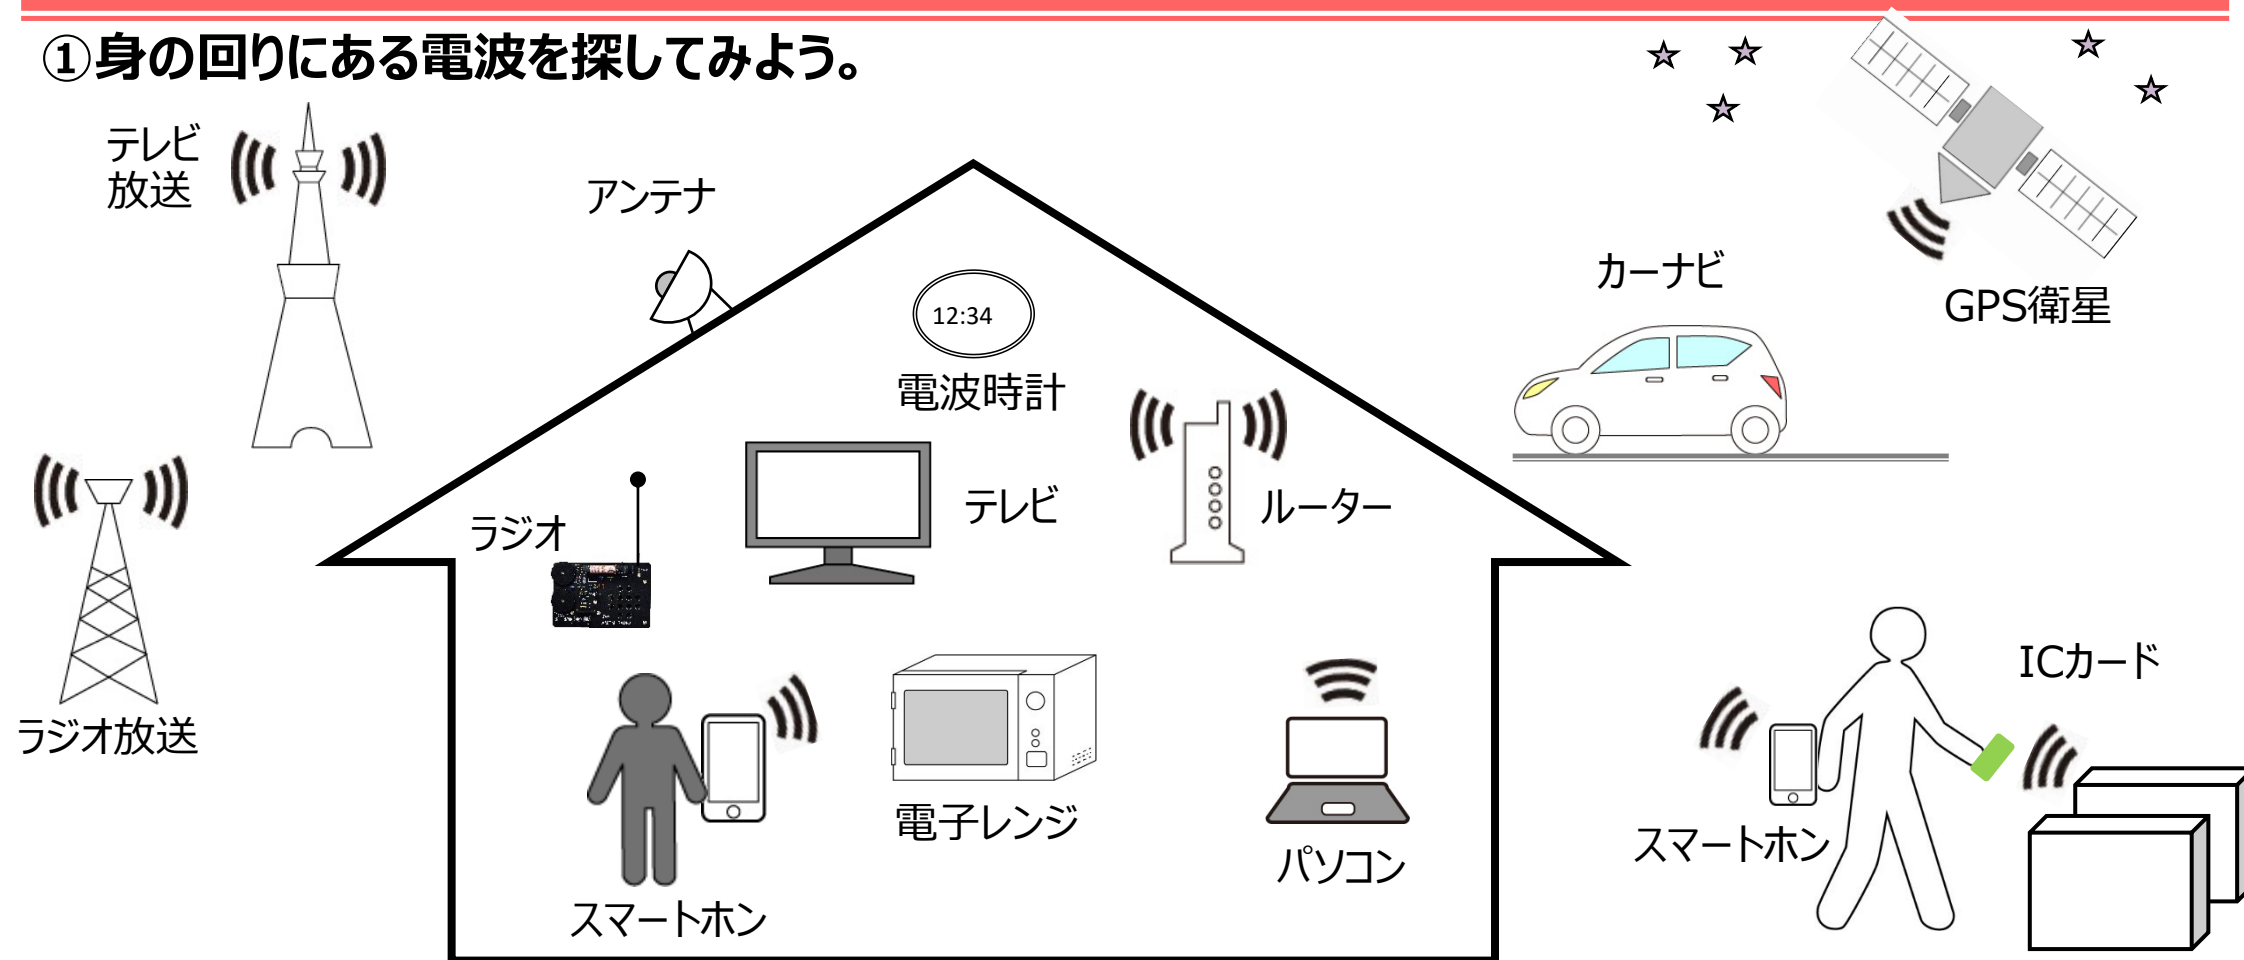 ①身の回りにある電波を探してみよう。
テレビ
放送
アンテナ
カーナビ
GPS衛星
12:34
電波時計
ラジオ
テレビ
ルーター
ラジオ放送
ICカード
電子レンジ
スマートホン
パソコン
スマートホン